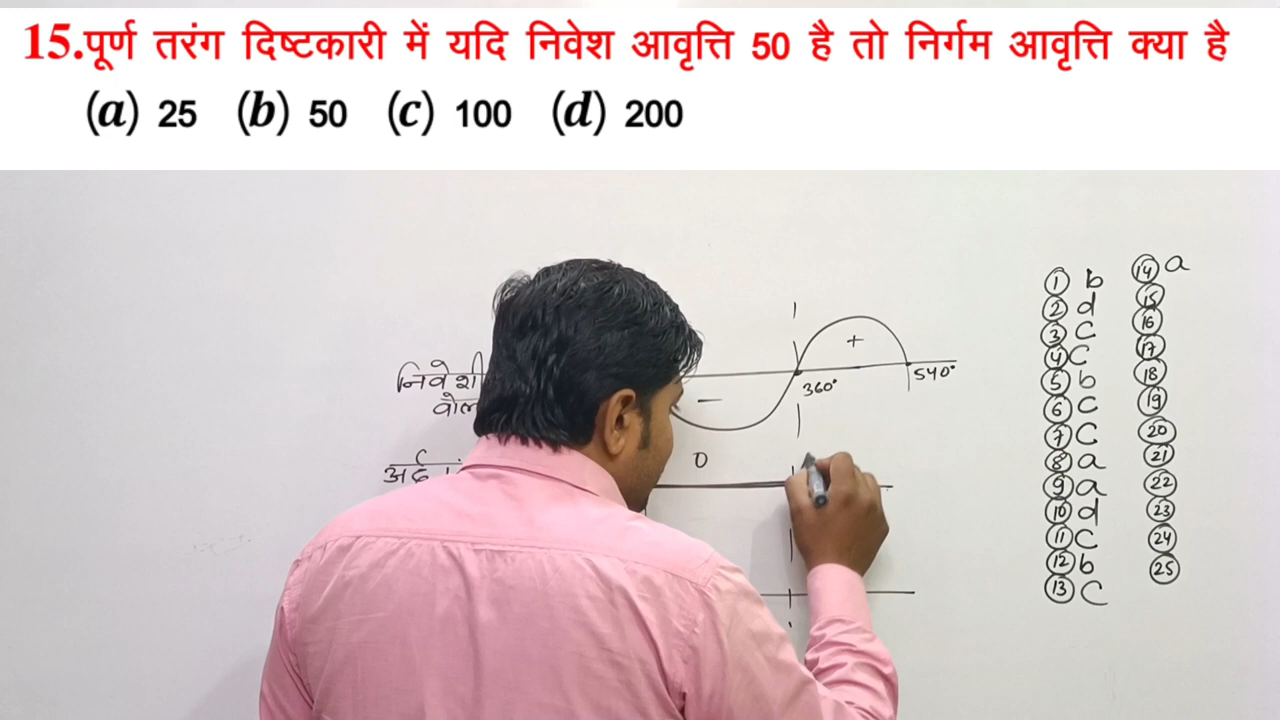 15.पूर्ण तरंग दिष्टकारी में यदि निवेश आवृत्ति 50 है तो निर्गम आवृत्ति क्या है
(a) 25 (b) 50 (c) 100 (d) 200
निवेशी
− 360° + 540°
0
1 b
2 d
3 c
4 c
5 b
6 c
7 c
8 a
9 a
10 d
11 c
12 b
13 c
14 a
15
16
17
18
19
20
21
22
23
24
25